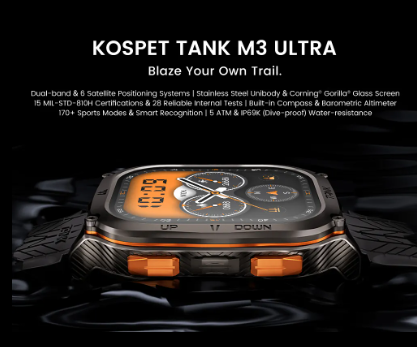 KOSPET TANK M3 ULTRA
Blaze Your Own Trail.
Dual-band & 6 Satellite Positioning Systems | Stainless Steel Unibody & Corning® Gorilla® Glass Screen
15 MIL-STD-810H Certifications & 28 Reliable Internal Tests | Built-in Compass & Barometric Altimeter
170+ Sports Modes & Smart Recognition | 5 ATM & IP69K (Dive-proof) Water-resistance
10:09
UP DOWN